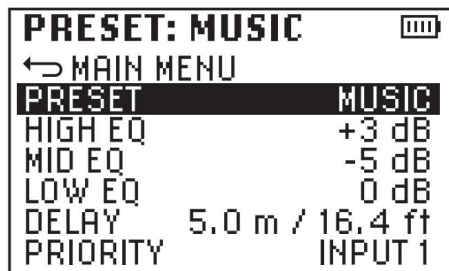 PRESET: MUSIC
MAIN MENU
PRESET MUSIC
HIGH EQ +3 dB
MID EQ -5 dB
LOW EQ 0 dB
DELAY 5.0 m / 16.4 ft
PRIORITY INPUT 1